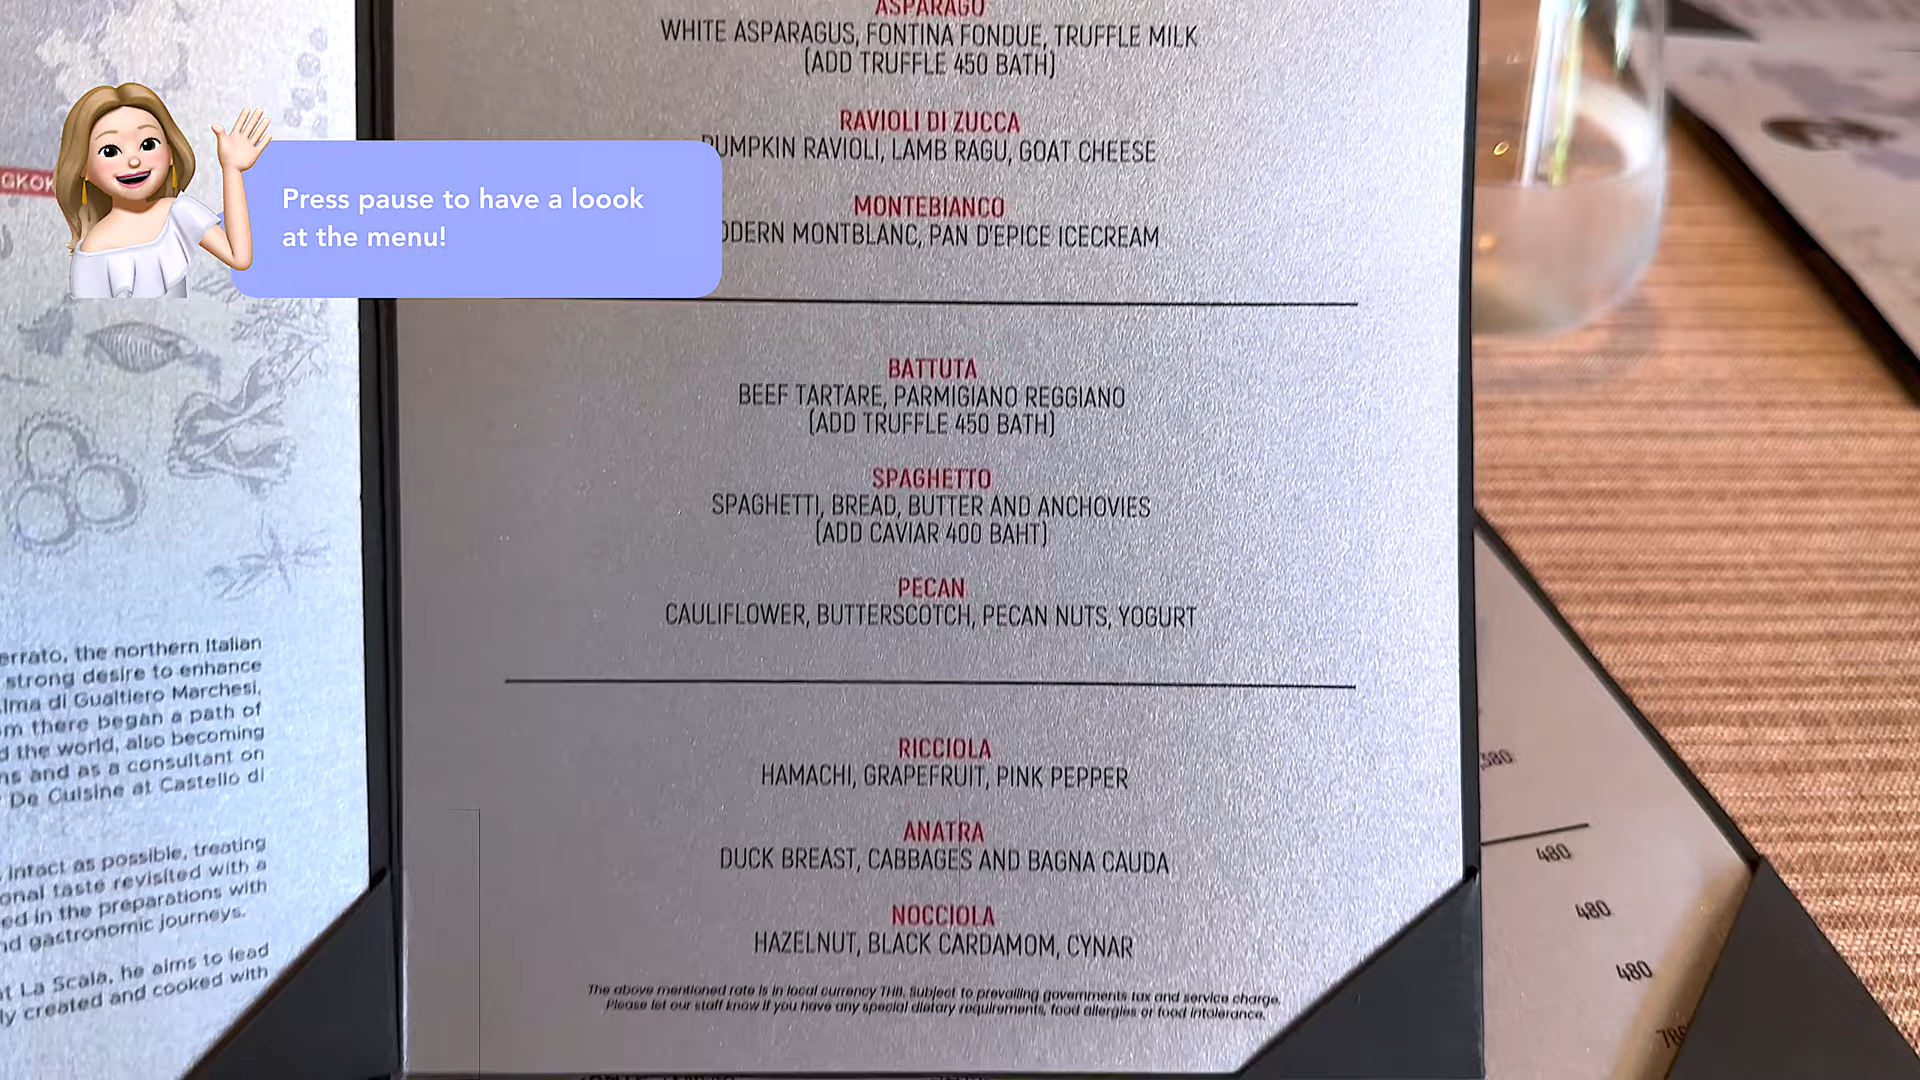 ASPARAGO
WHITE ASPARAGUS, FONTINA FONDUE, TRUFFLE MILK
(ADD TRUFFLE 450 BATH)
RAVIOLI DI ZUCCA
PUMPKIN RAVIOLI, LAMB RAGU, GOAT CHEESE
MONTEBIANCO
ODERN MONTBLANC, PAN D'EPICE ICECREAM
Press pause to have a loook
at the menu!
GKOK
BATTUTA
BEEF TARTARE, PARMIGIANO REGGIANO
(ADD TRUFFLE 450 BATH)
SPAGHETTO
SPAGHETTI, BREAD, BUTTER AND ANCHOVIES
(ADD CAVIAR 400 BAHT)
PECAN
CAULIFLOWER, BUTTERSCOTCH, PECAN NUTS, YOGURT
RICCIOLA
HAMACHI, GRAPEFRUIT, PINK PEPPER
ANATRA
DUCK BREAST, CABBAGES AND BAGNA CAUDA
NOCCIOLA
HAZELNUT, BLACK CARDAMOM, CYNAR
The above mentioned rate is in local currency THB. Subject to prevailing governments tax and service charge.
Please let our staff know if you have any special dietary requirements, food allergies or food intolerance.
errato, the northern Italian
strong desire to enhance
lma di Gualtiero Marchesi,
m there began a path of
d the world, also becoming
ns and as a consultant on
De Cuisine at Castello di
intact as possible, treating
onal taste revisited with a
ed in the preparations with
nd gastronomic journeys.
at La Scala, he aims to lead
ly created and cooked with
380
480
480
480